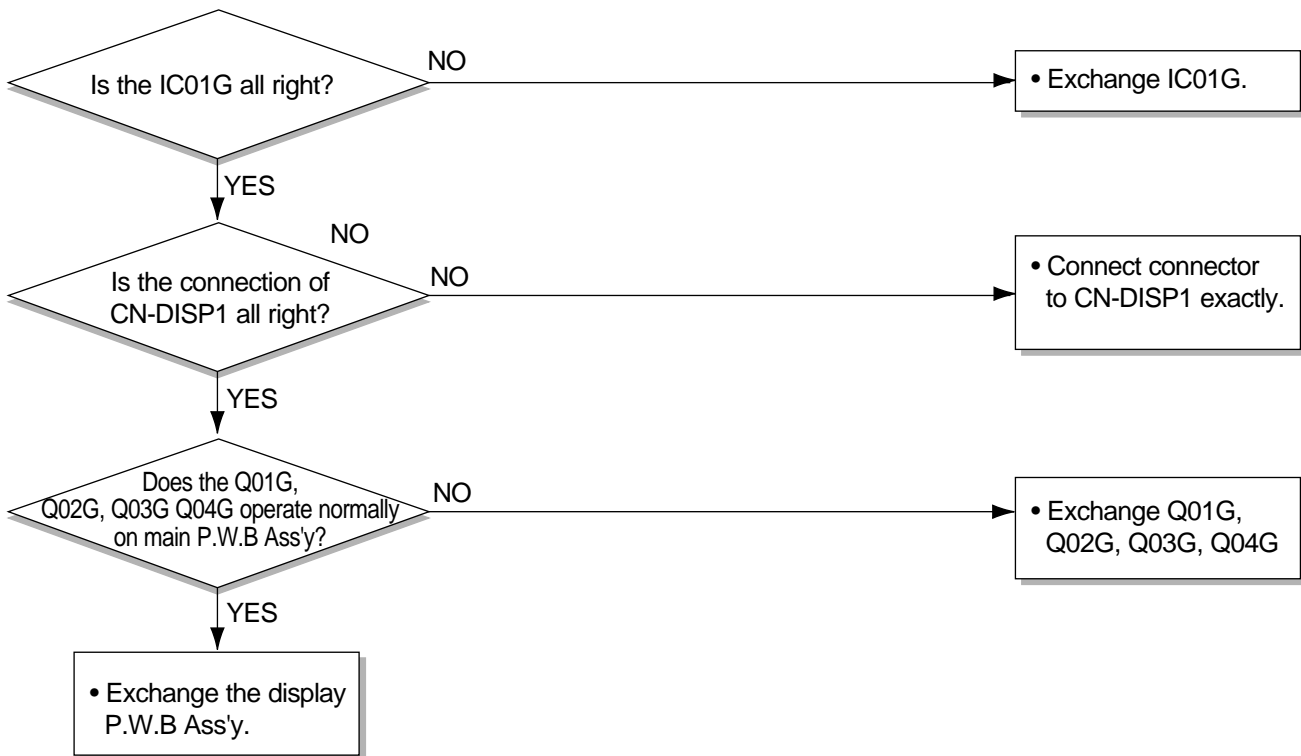 Is the IC01G all right?
NO
• Exchange IC01G.
YES
NO
Is the connection of
CN-DISP1 all right?
NO
• Connect connector
to CN-DISP1 exactly.
YES
Does the Q01G,
Q02G, Q03G Q04G operate normally
on main P.W.B Ass'y?
NO
• Exchange Q01G,
Q02G, Q03G, Q04G
YES
• Exchange the display
P.W.B Ass'y.